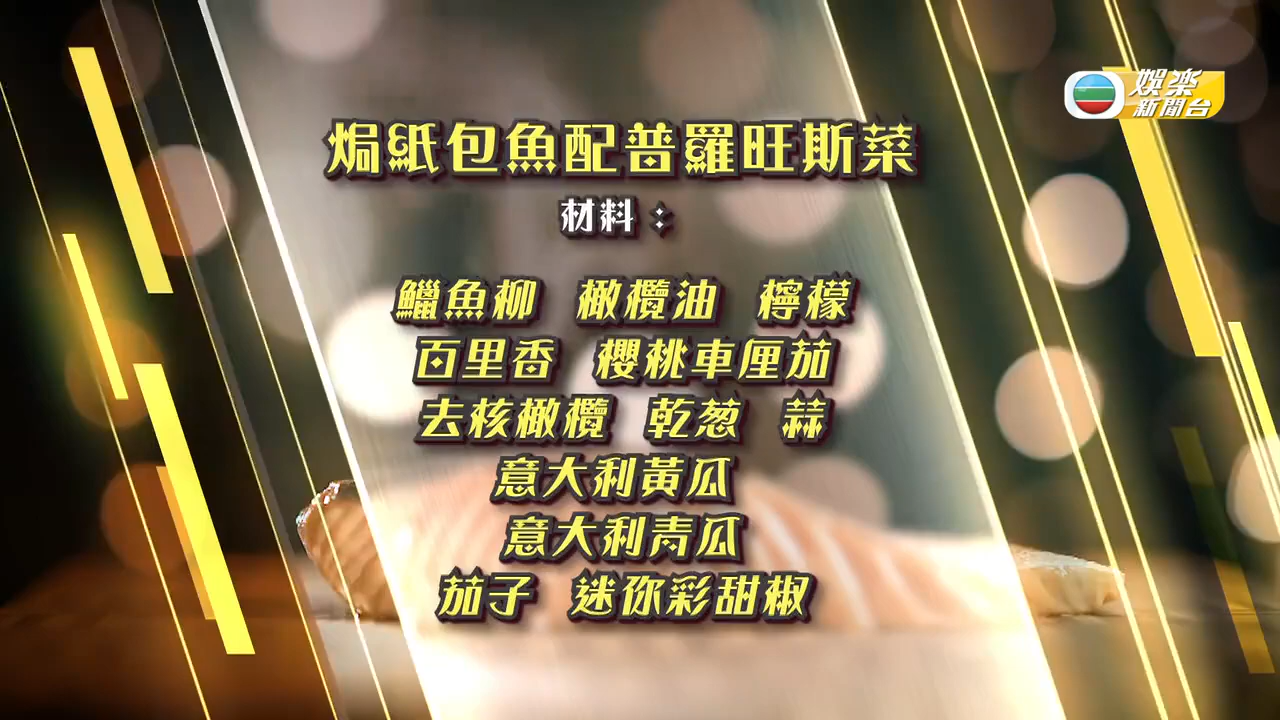 娛樂
新聞台
焗紙包魚配普羅旺斯菜
材料：
鱲魚柳 橄欖油 檸檬
百里香 櫻桃車厘茄
去核橄欖 乾葱 蒜
意大利黃瓜
意大利青瓜
茄子 迷你彩甜椒